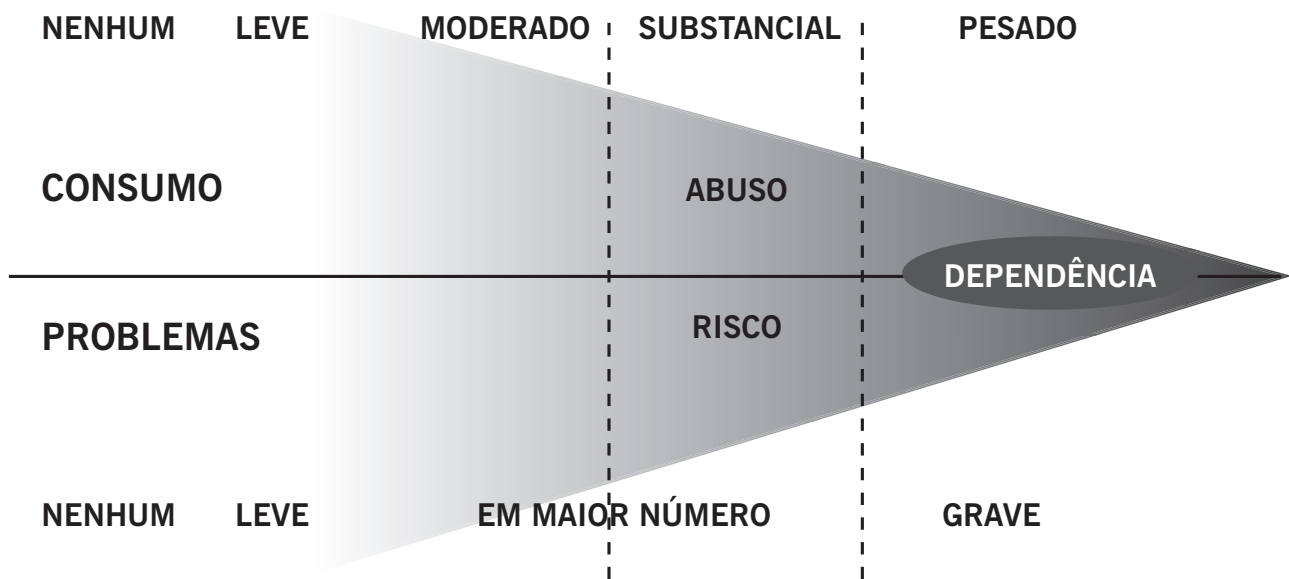 NENHUM LEVE MODERADO SUBSTANCIAL PESADO
CONSUMO
ABUSO
DEPENDÊNCIA
PROBLEMAS
RISCO
NENHUM LEVE EM MAIOR NÚMERO GRAVE